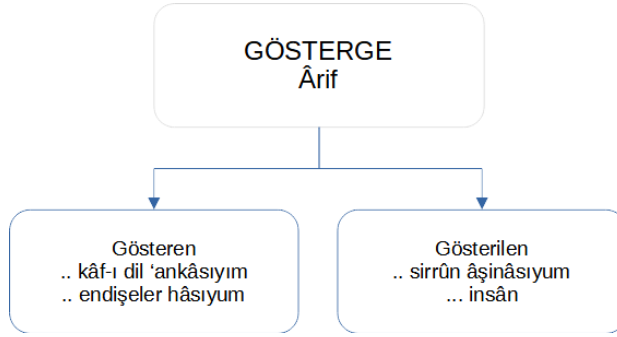 GÖSTERGE
Ârif
Gösteren
.. kâf-ı dil ‘ankâsıyım
.. endişeler hâsıyum
Gösterilen
.. sirrûn âşinâsıyum
... insân